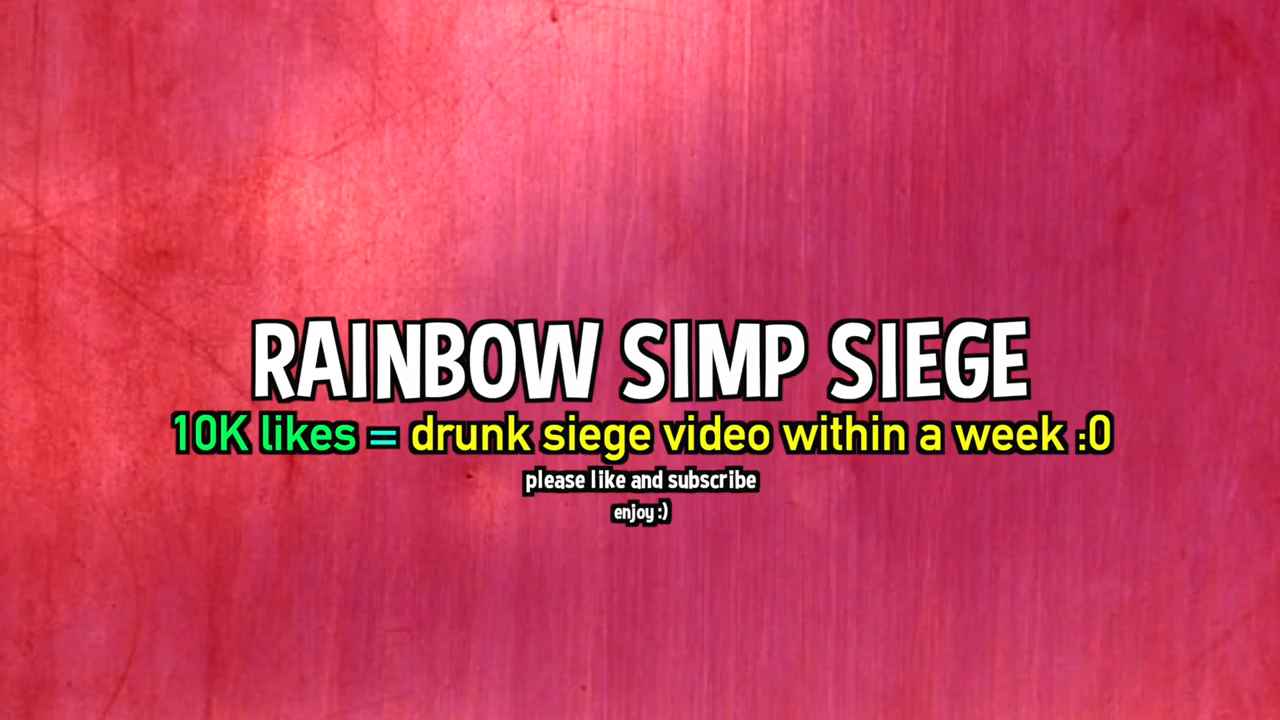 RAINBOW SIMP SIEGE
10K likes = drunk siege video within a week :0
please like and subscribe
enjoy :)